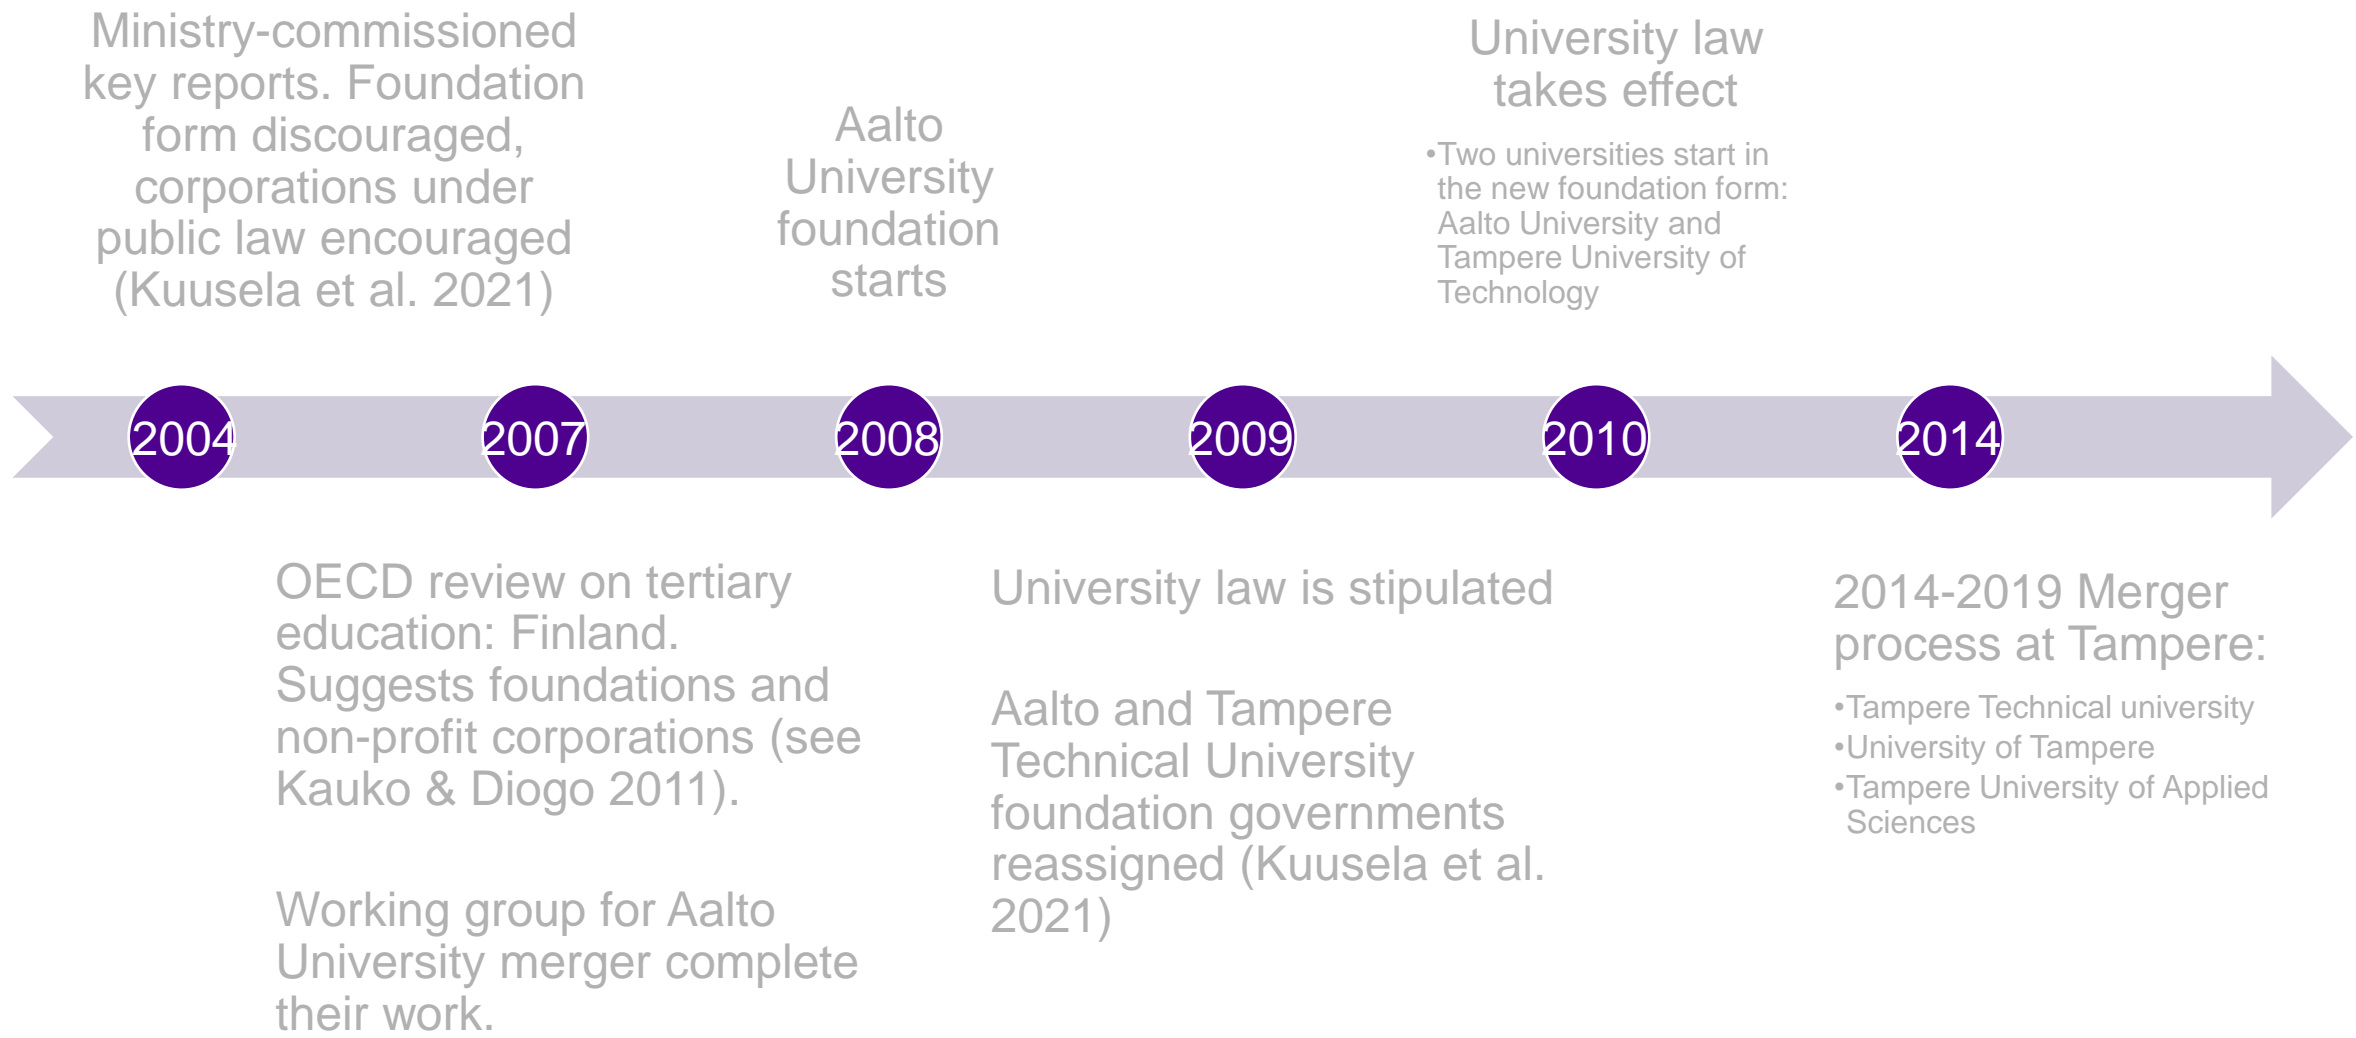 Ministry-commissioned
key reports. Foundation
form discouraged,
corporations under
public law encouraged
(Kuusela et al. 2021)
Aalto
University
foundation
starts
University law
takes effect
•Two universities start in
the new foundation form:
Aalto University and
Tampere University of
Technology
2004
2007
2008
2009
2010
2014
OECD review on tertiary
education: Finland.
Suggests foundations and
non-profit corporations (see
Kauko & Diogo 2011).
Working group for Aalto
University merger complete
their work.
University law is stipulated
Aalto and Tampere
Technical University
foundation governments
reassigned (Kuusela et al.
2021)
2014-2019 Merger
process at Tampere:
•Tampere Technical university
•University of Tampere
•Tampere University of Applied
Sciences